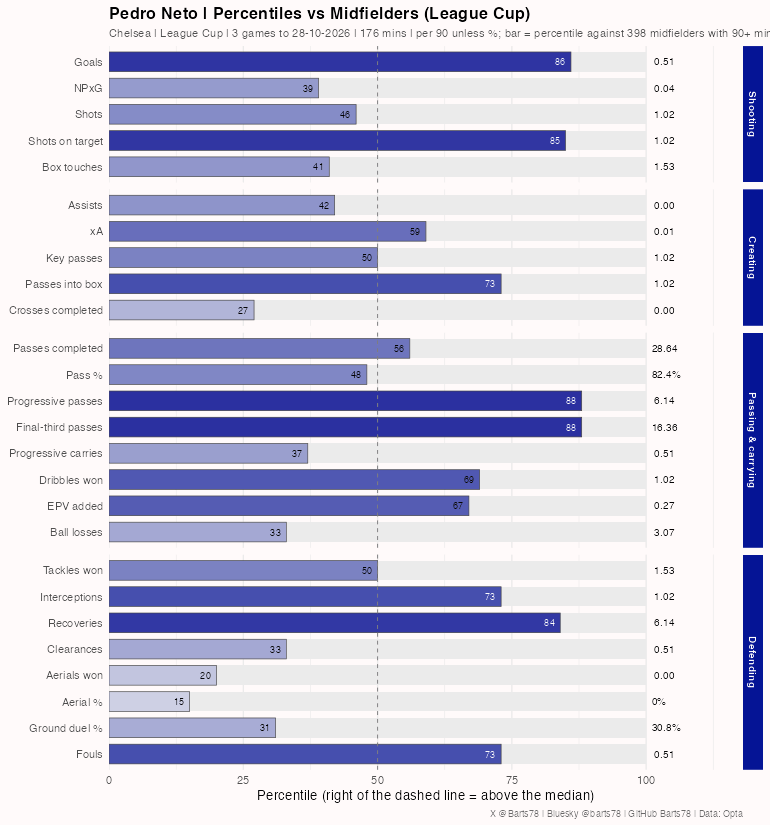 Pedro Neto | Percentiles vs Midfielders (League Cup)
Chelsea | League Cup | 3 games to 28-10-2026 | 176 mins | per 90 unless %; bar = percentile against 398 midfielders with 90+ min
Shooting
Goals 86 0.51
NPxG 39 0.04
Shots 46 1.02
Shots on target 85 1.02
Box touches 41 1.53
Creating
Assists 42 0.00
xA 59 0.01
Key passes 50 1.02
Passes into box 73 1.02
Crosses completed 27 0.00
Passing & carrying
Passes completed 56 28.64
Pass % 48 82.4%
Progressive passes 88 6.14
Final-third passes 88 16.36
Progressive carries 37 0.51
Dribbles won 69 1.02
EPV added 67 0.27
Ball losses 33 3.07
Defending
Tackles won 50 1.53
Interceptions 73 1.02
Recoveries 84 6.14
Clearances 33 0.51
Aerials won 20 0.00
Aerial % 15 0%
Ground duel % 31 30.8%
Fouls 73 0.51
0 25 50 75 100
Percentile (right of the dashed line = above the median)
X @Barts78 | Bluesky @barts78 | GitHub Barts78 | Data: Opta